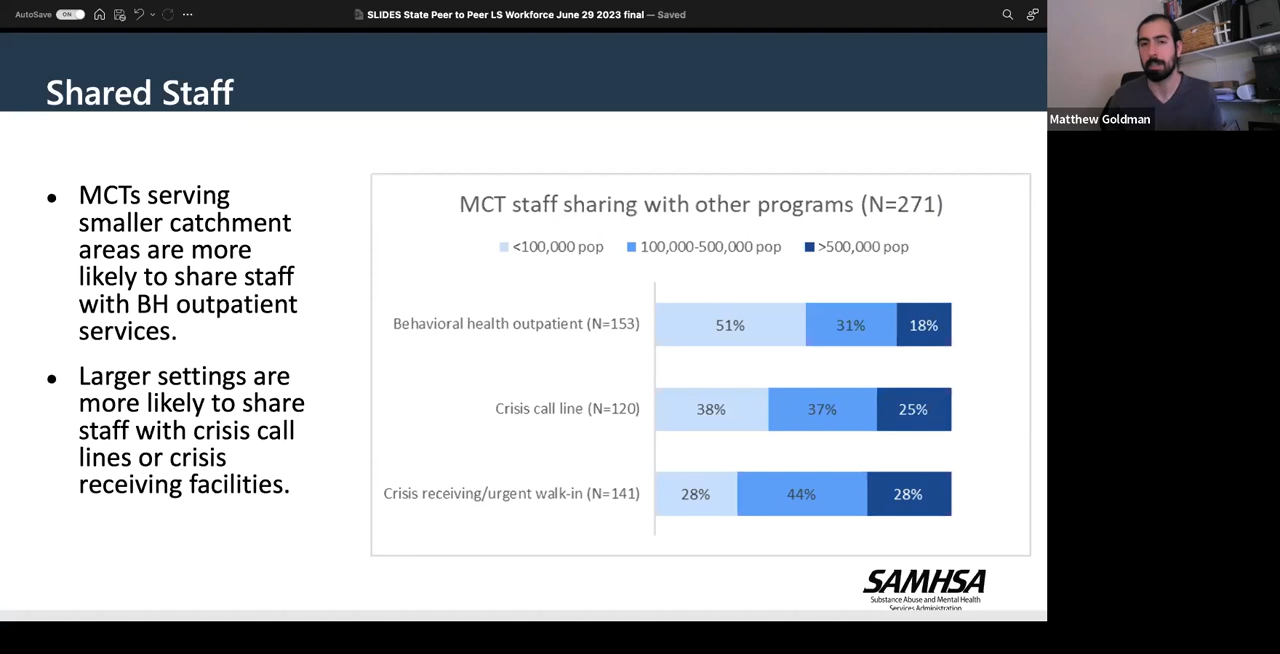 AutoSave ON
SLIDES State Peer to Peer LS Workforce June 29 2023 final — Saved
Matthew Goldman
Shared Staff
• MCTs serving
smaller catchment
areas are more
likely to share staff
with BH outpatient
services.
• Larger settings are
more likely to share
staff with crisis call
lines or crisis
receiving facilities.
MCT staff sharing with other programs (N=271)
<100,000 pop 100,000-500,000 pop >500,000 pop
Behavioral health outpatient (N=153) 51% 31% 18%
Crisis call line (N=120) 38% 37% 25%
Crisis receiving/urgent walk-in (N=141) 28% 44% 28%
SAMHSA
Substance Abuse and Mental Health
Services Administration